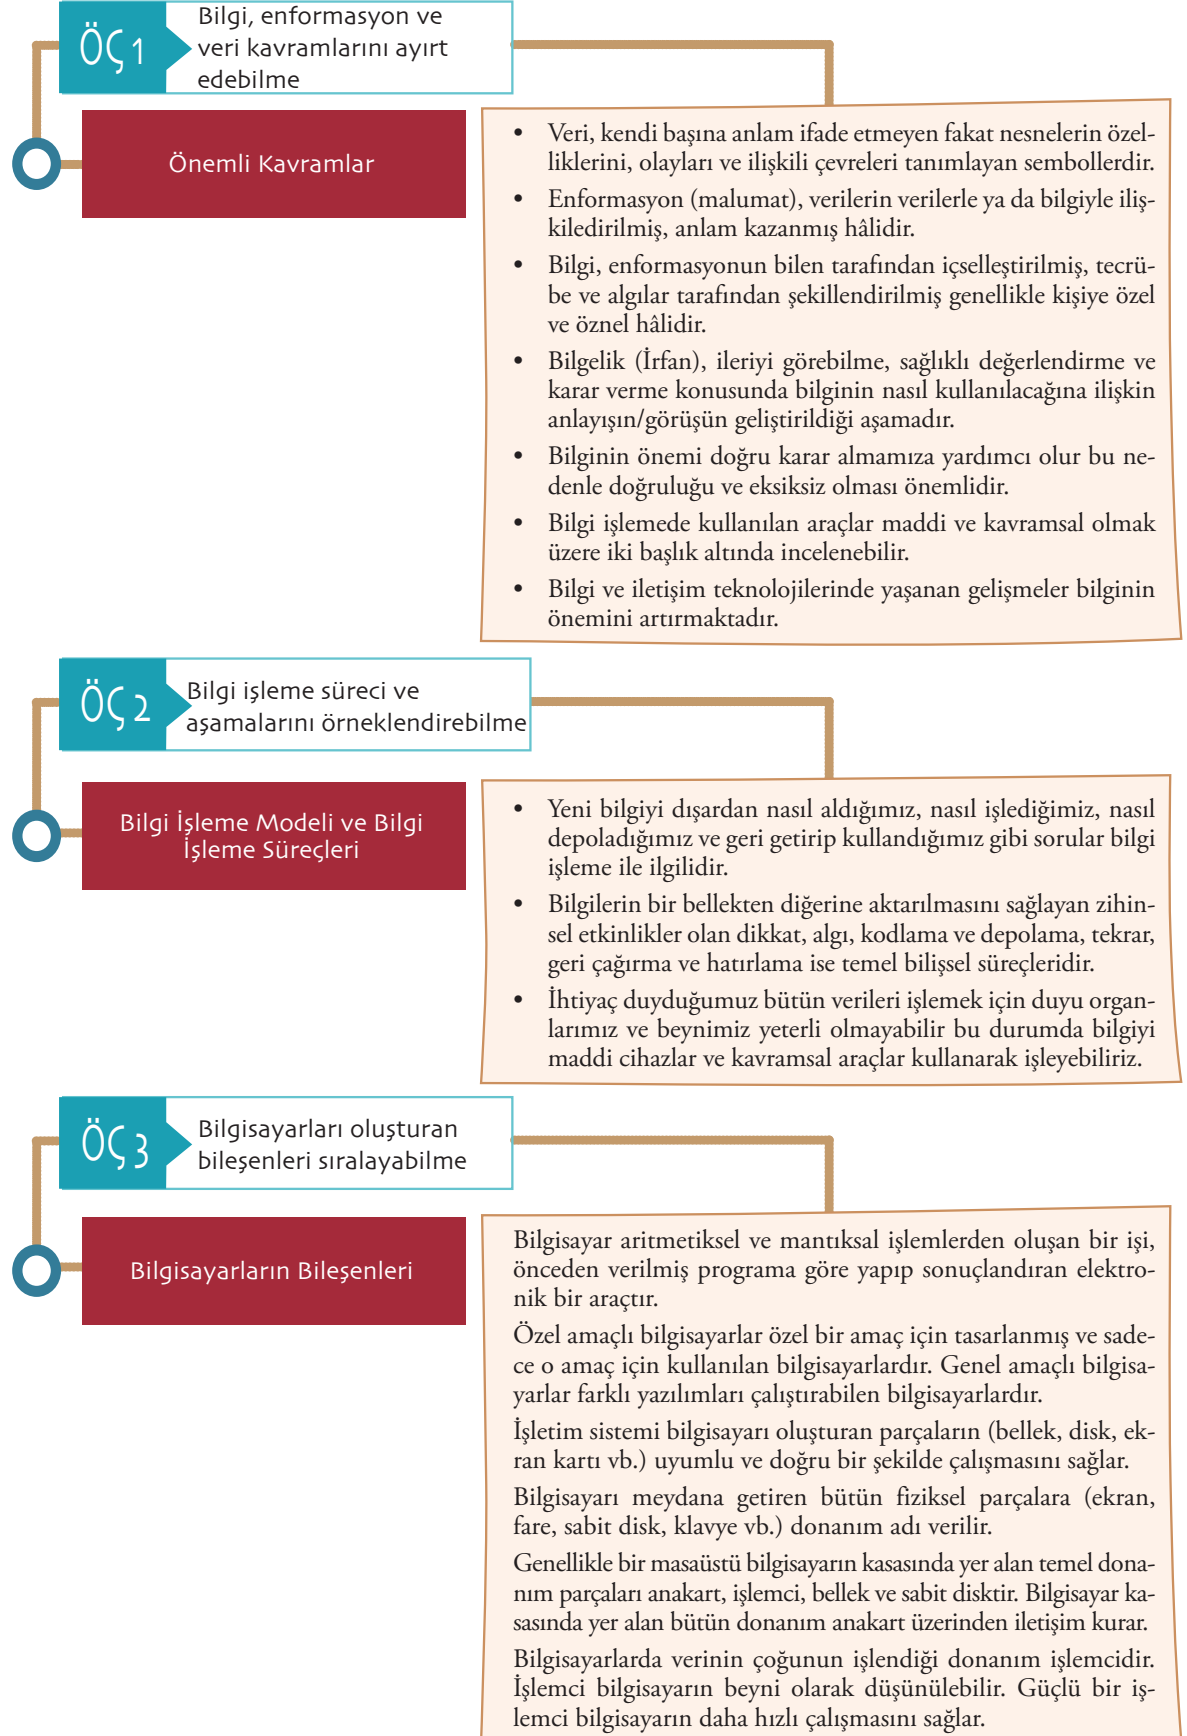 ÖÇ 1
Bilgi, enformasyon ve
veri kavramlarını ayırt
edebilme
Önemli Kavramlar
• Veri, kendi başına anlam ifade etmeyen fakat nesnelerin özel-
liklerini, olayları ve ilişkili çevreleri tanımlayan sembollerdir.
• Enformasyon (malumat), verilerin verilerle ya da bilgiyle iliş-
kiledirilmiş, anlam kazanmış hâlidir.
• Bilgi, enformasyonun bilen tarafından içselleştirilmiş, tecrü-
be ve algılar tarafından şekillendirilmiş genellikle kişiye özel
ve öznel hâlidir.
• Bilgelik (İrfan), ileriyi görebilme, sağlıklı değerlendirme ve
karar verme konusunda bilginin nasıl kullanılacağına ilişkin
anlayışın/görüşün geliştirildiği aşamadır.
• Bilginin önemi doğru karar almamıza yardımcı olur bu ne-
denle doğruluğu ve eksiksiz olması önemlidir.
• Bilgi işlemede kullanılan araçlar maddi ve kavramsal olmak
üzere iki başlık altında incelenebilir.
• Bilgi ve iletişim teknolojilerinde yaşanan gelişmeler bilginin
önemini artırmaktadır.
ÖÇ 2
Bilgi işleme süreci ve
aşamalarını örneklendirebilme
Bilgi İşleme Modeli ve Bilgi
İşleme Süreçleri
• Yeni bilgiyi dışardan nasıl aldığımız, nasıl işlediğimiz, nasıl
depoladığımız ve geri getirip kullandığımız gibi sorular bilgi
işleme ile ilgilidir.
• Bilgilerin bir bellekten diğerine aktarılmasını sağlayan zihin-
sel etkinlikler olan dikkat, algı, kodlama ve depolama, tekrar,
geri çağırma ve hatırlama ise temel bilişsel süreçleridir.
• İhtiyaç duyduğumuz bütün verileri işlemek için duyu organ-
larımız ve beynimiz yeterli olmayabilir bu durumda bilgiyi
maddi cihazlar ve kavramsal araçlar kullanarak işleyebiliriz.
ÖÇ 3
Bilgisayarları oluşturan
bileşenleri sıralayabilme
Bilgisayarların Bileşenleri
Bilgisayar aritmetiksel ve mantıksal işlemlerden oluşan bir işi,
önceden verilmiş programa göre yapıp sonuçlandıran elektro-
nik bir araçtır.
Özel amaçlı bilgisayarlar özel bir amaç için tasarlanmış ve sade-
ce o amaç için kullanılan bilgisayarlardır. Genel amaçlı bilgisa-
yarlar farklı yazılımları çalıştırabilen bilgisayarlardır.
İşletim sistemi bilgisayarı oluşturan parçaların (bellek, disk, ek-
ran kartı vb.) uyumlu ve doğru bir şekilde çalışmasını sağlar.
Bilgisayarı meydana getiren bütün fiziksel parçalara (ekran,
fare, sabit disk, klavye vb.) donanım adı verilir.
Genellikle bir masaüstü bilgisayarın kasasında yer alan temel dona-
nım parçaları anakart, işlemci, bellek ve sabit disktir. Bilgisayar ka-
sasında yer alan bütün donanım anakart üzerinden iletişim kurar.
Bilgisayarlarda verinin çoğunun işlendiği donanım işlemcidir.
İşlemci bilgisayarın beyni olarak düşünülebilir. Güçlü bir iş-
lemci bilgisayarın daha hızlı çalışmasını sağlar.